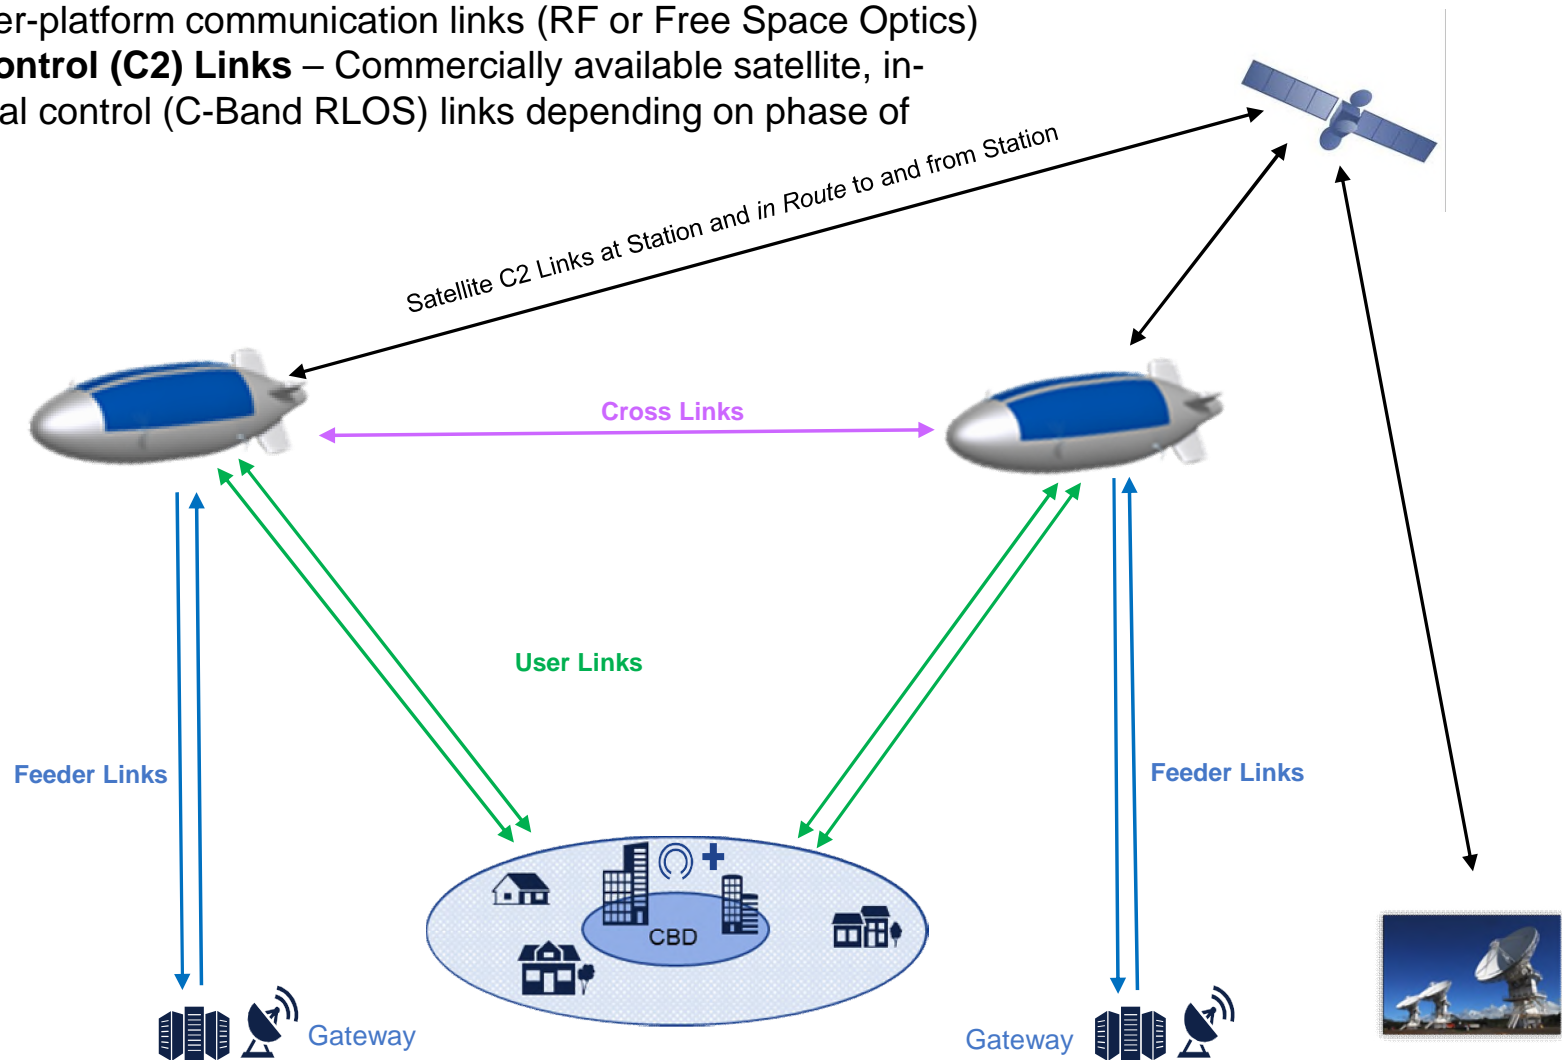 er-platform communication links (RF or Free Space Optics)
ontrol (C2) Links – Commercially available satellite, in-
al control (C-Band RLOS) links depending on phase of
Satellite C2 Links at Station and in Route to and from Station
Cross Links
User Links
Feeder Links
Feeder Links
CBD
Gateway
Gateway